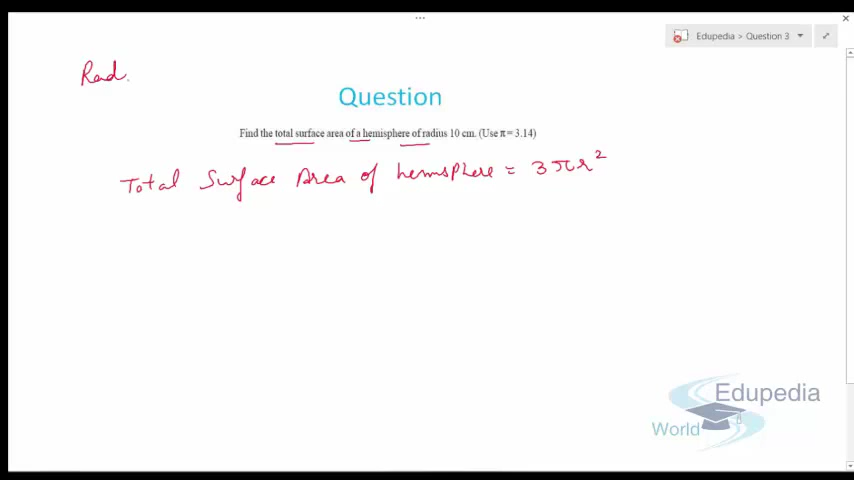 Edupedia > Question 3
Rad.
Question
Find the total surface area of a hemisphere of radius 10 cm. (Use π = 3.14)
Total Surface Area of hemisphere = 3πr²
Edupedia
World